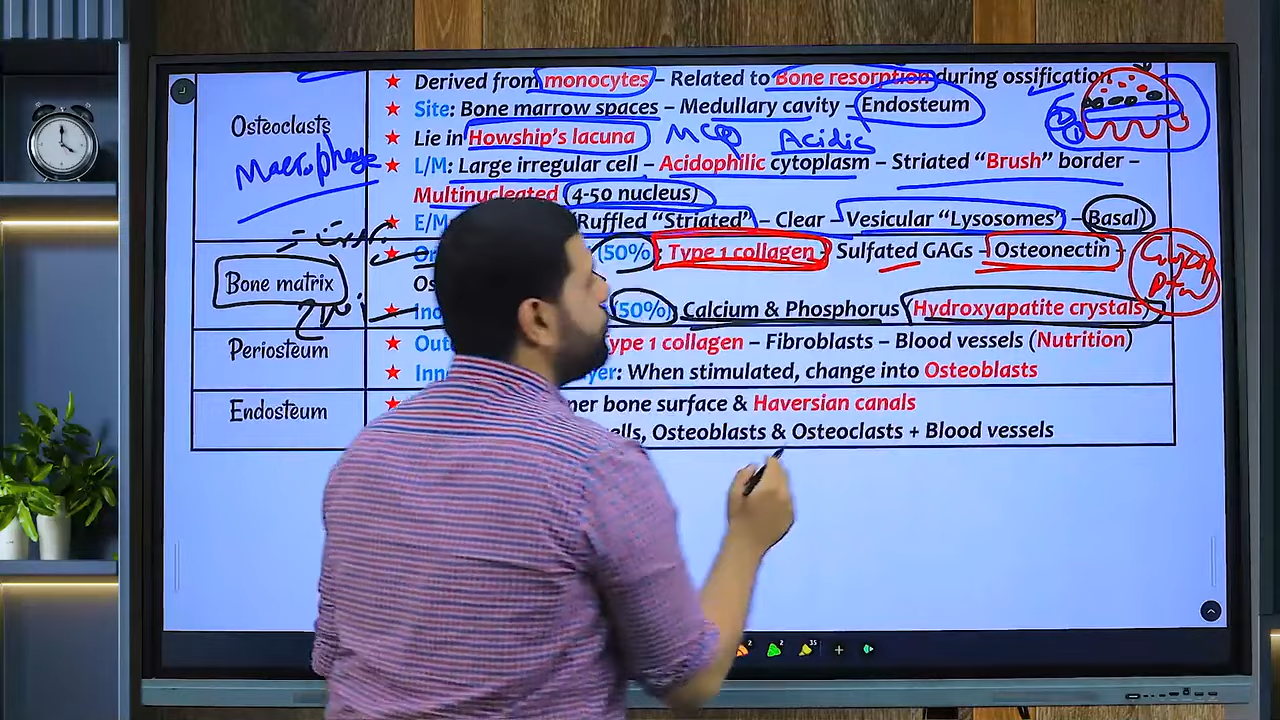 ★ Derived from monocytes – Related to Bone resorption during ossification
★ Site: Bone marrow spaces – Medullary cavity – Endosteum
Osteoclasts
★ Lie in Howship's lacuna MCQ Acidic
Macrophage
★ L/M: Large irregular cell – Acidophilic cytoplasm – Striated “Brush” border –
Multinucleated (4-50 nucleus)
★ E/M Ruffled “Striated” – Clear – Vesicular “Lysosomes” – Basal
★ (50%): Type 1 collagen – Sulfated GAGs – Osteonectin –
Bone matrix
★ (50%): Calcium & Phosphorus (Hydroxyapatite crystals)
Periosteum
★ Type 1 collagen – Fibroblasts – Blood vessels (Nutrition)
★ : When stimulated, change into Osteoblasts
Endosteum
★ bone surface & Haversian canals
, Osteoblasts & Osteoclasts + Blood vessels
2 2 35